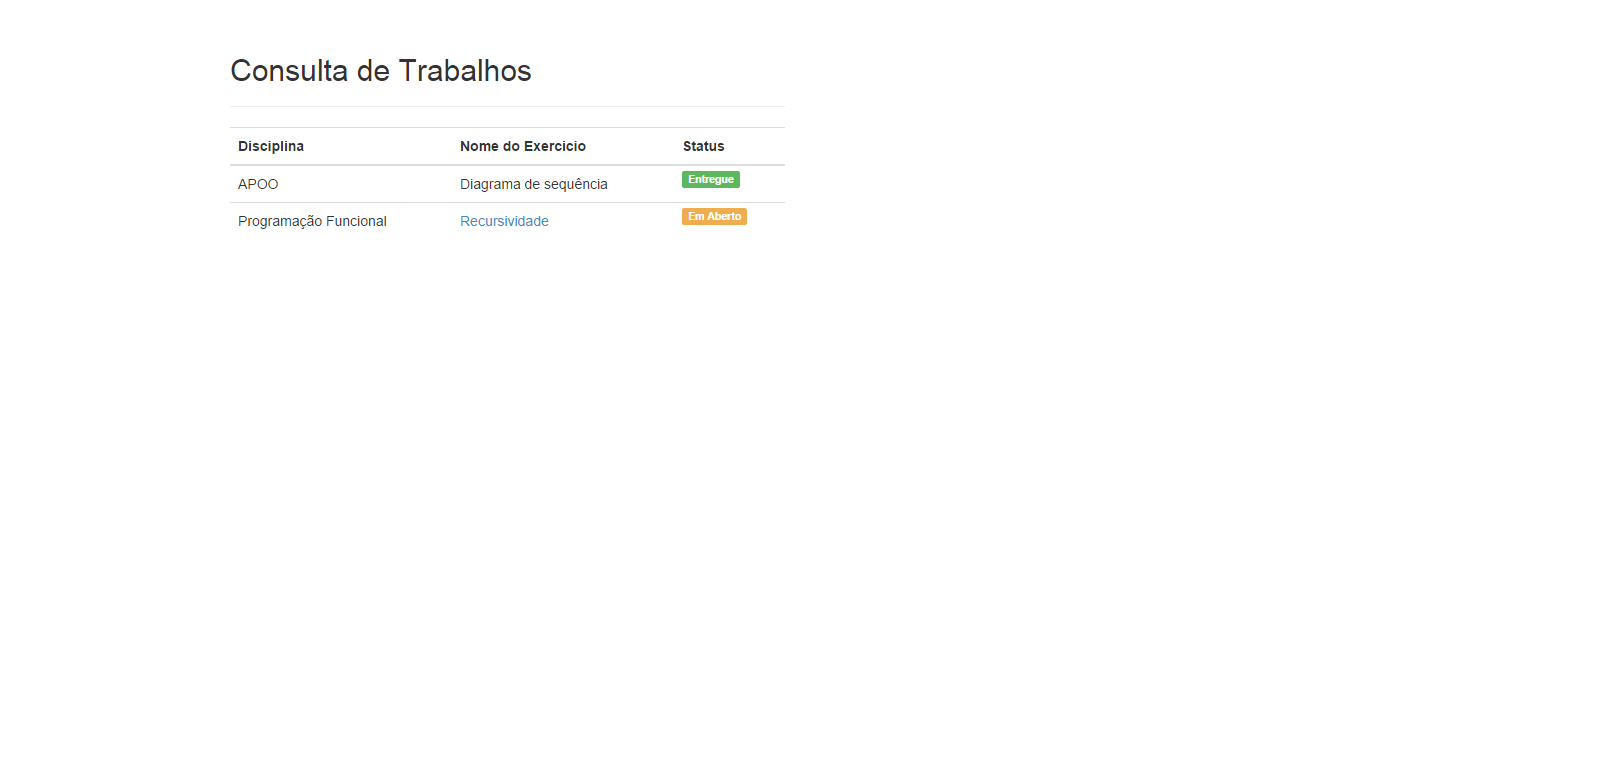 Consulta de Trabalhos
Disciplina Nome do Exercicio Status
APOO Diagrama de sequência Entregue
Programação Funcional Recursividade Em Aberto